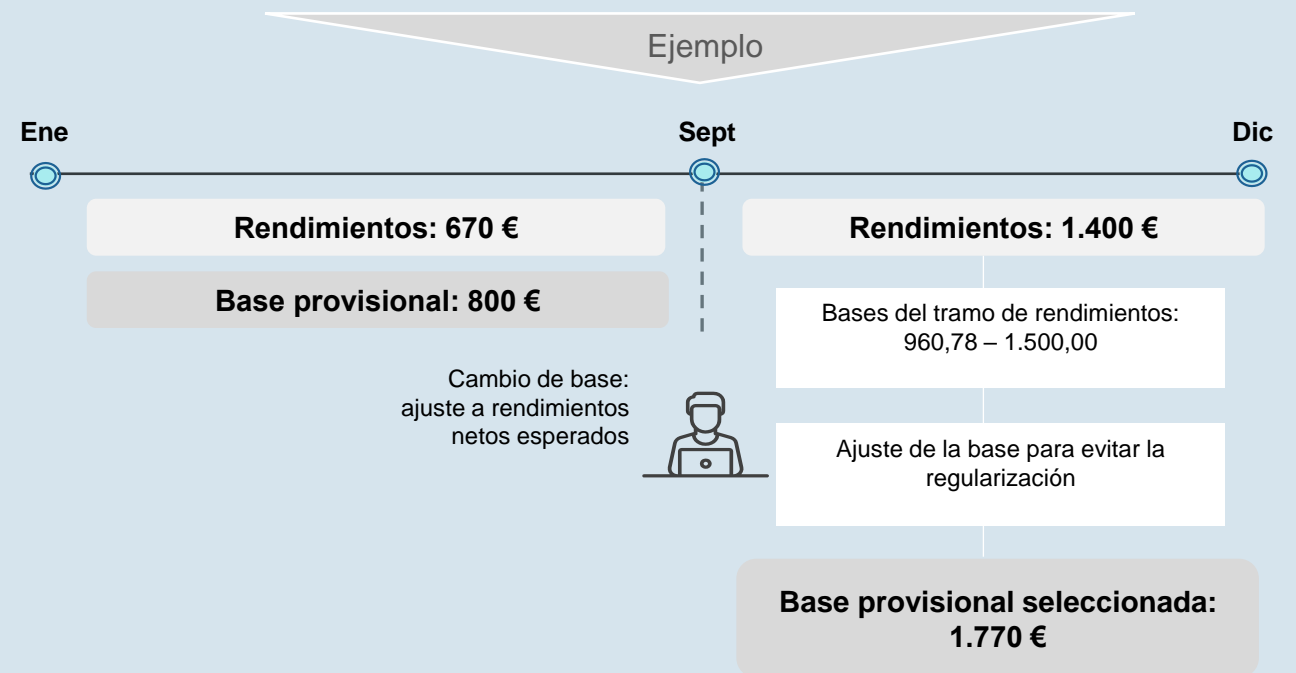 Ejemplo
Ene
Sept
Dic
Rendimientos: 670 €
Rendimientos: 1.400 €
Base provisional: 800 €
Bases del tramo de rendimientos:
960,78 – 1.500,00
Cambio de base:
ajuste a rendimientos
netos esperados
Ajuste de la base para evitar la
regularización
Base provisional seleccionada:
1.770 €